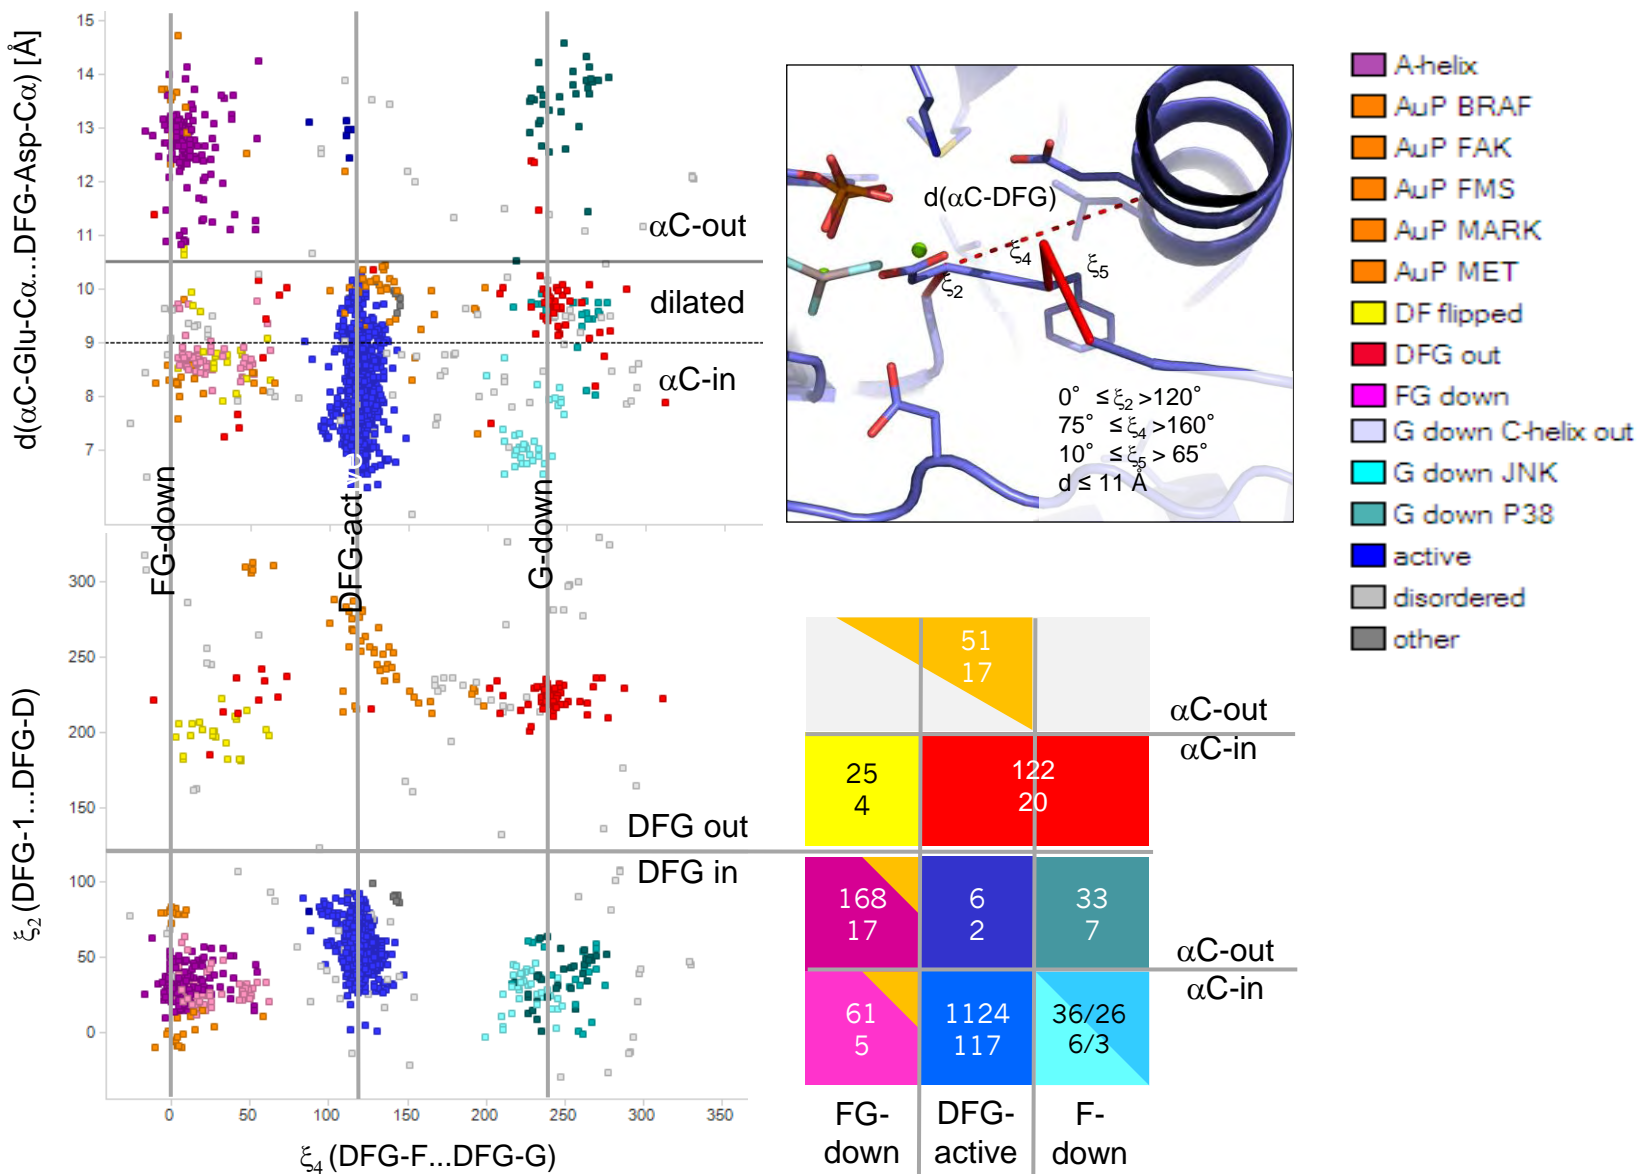 d(αC-Glu-Cα...DFG-Asp-Cα) [Å]
15
14
13
12
11
10
9
8
7
αC-out
dilated
αC-in
FG-down
DFG-act
G-down
ξ2 (DFG-1...DFG-D)
300
250
200
150
100
50
0
DFG out
DFG in
0
50
100
150
200
250
300
350
ξ4 (DFG-F...DFG-G)
d(αC-DFG)
ξ4
ξ5
ξ2
0° ≤ ξ2 >120°
75° ≤ ξ4 >160°
10° ≤ ξ5 > 65°
d ≤ 11 Å
A-helix
AuP BRAF
AuP FAK
AuP FMS
AuP MARK
AuP MET
DF flipped
DFG out
FG down
G down C-helix out
G down JNK
G down P38
active
disordered
other
51
17
αC-out
αC-in
25
4
122
20
168
17
6
2
33
7
αC-out
αC-in
61
5
1124
117
36/26
6/3
FG-
down
DFG-
active
F-
down